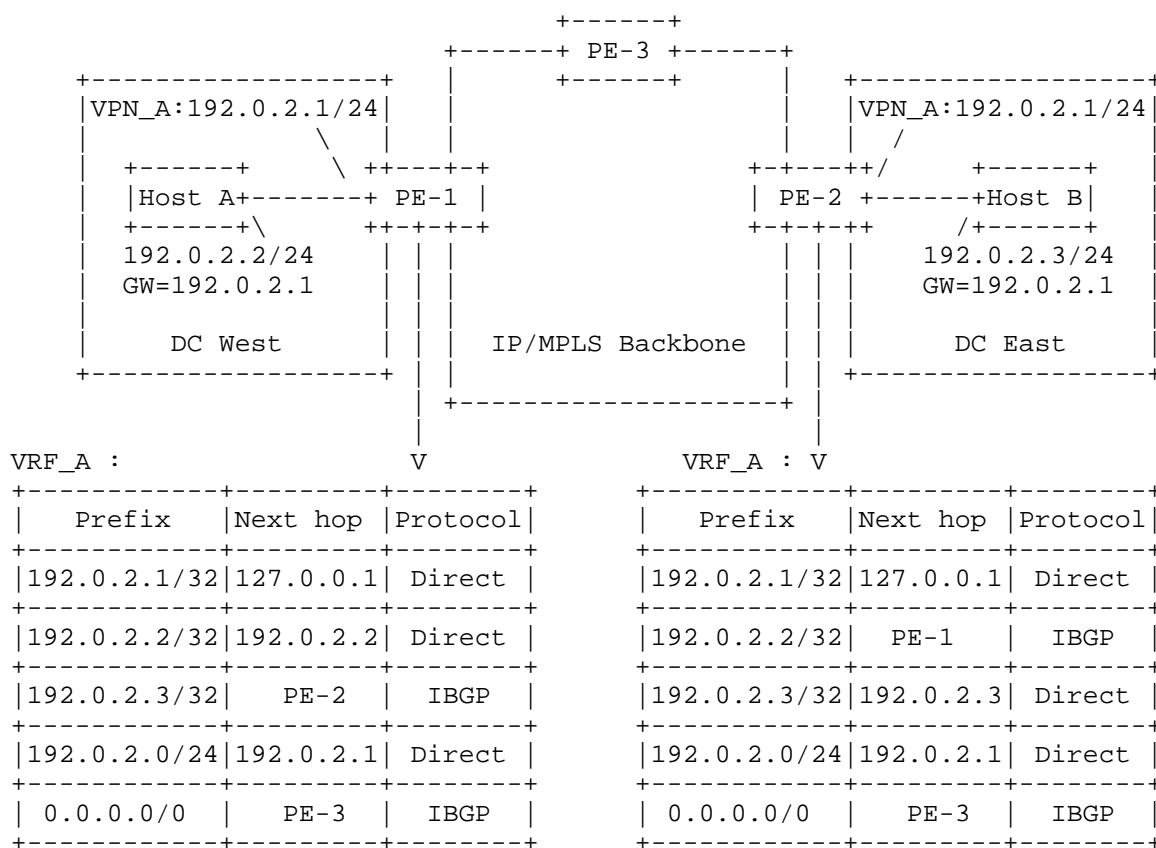 PE-3
VPN_A:192.0.2.1/24 VPN_A:192.0.2.1/24
Host A PE-1 PE-2 Host B
192.0.2.2/24 192.0.2.3/24
GW=192.0.2.1 GW=192.0.2.1
DC West IP/MPLS Backbone DC East
VRF_A : V VRF_A : V
Prefix Next hop Protocol Prefix Next hop Protocol
192.0.2.1/32 127.0.0.1 Direct 192.0.2.1/32 127.0.0.1 Direct
192.0.2.2/32 192.0.2.2 Direct 192.0.2.2/32 PE-1 IBGP
192.0.2.3/32 PE-2 IBGP 192.0.2.3/32 192.0.2.3 Direct
192.0.2.0/24 192.0.2.1 Direct 192.0.2.0/24 192.0.2.1 Direct
0.0.0.0/0 PE-3 IBGP 0.0.0.0/0 PE-3 IBGP